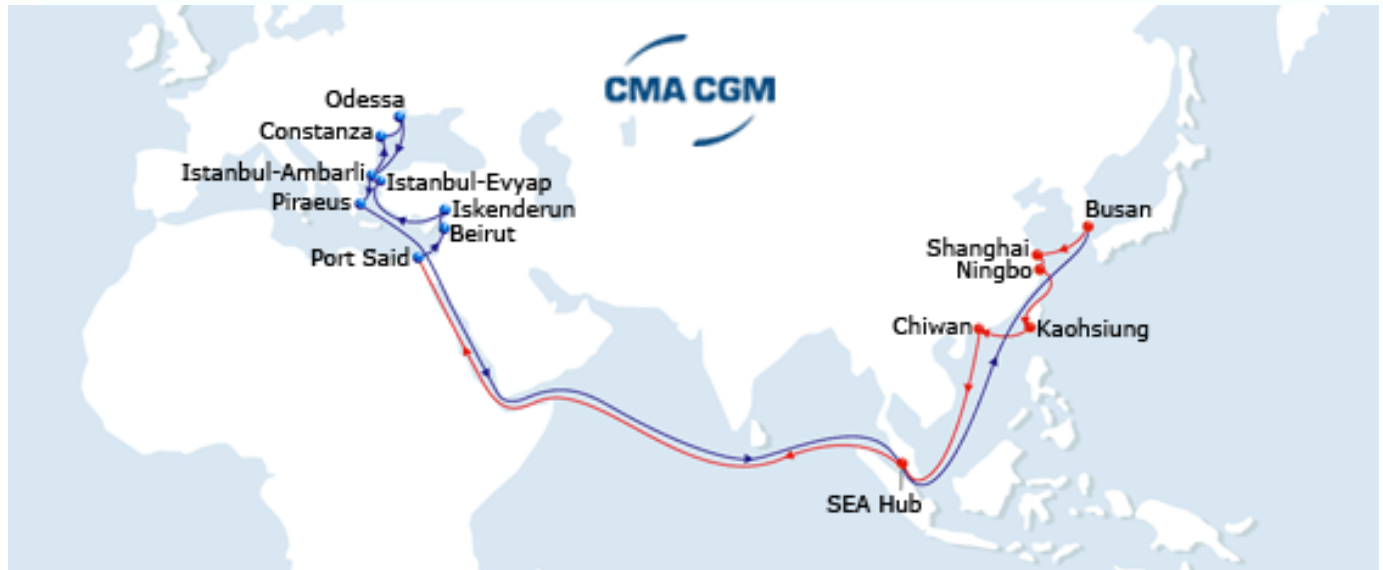 CMA CGM
Odessa
Constanza
Istanbul-Ambarli
Istanbul-Evyap
Piraeus
Iskenderun
Beirut
Port Said
Busan
Shanghai
Ningbo
Chiwan
Kaohsiung
SEA Hub